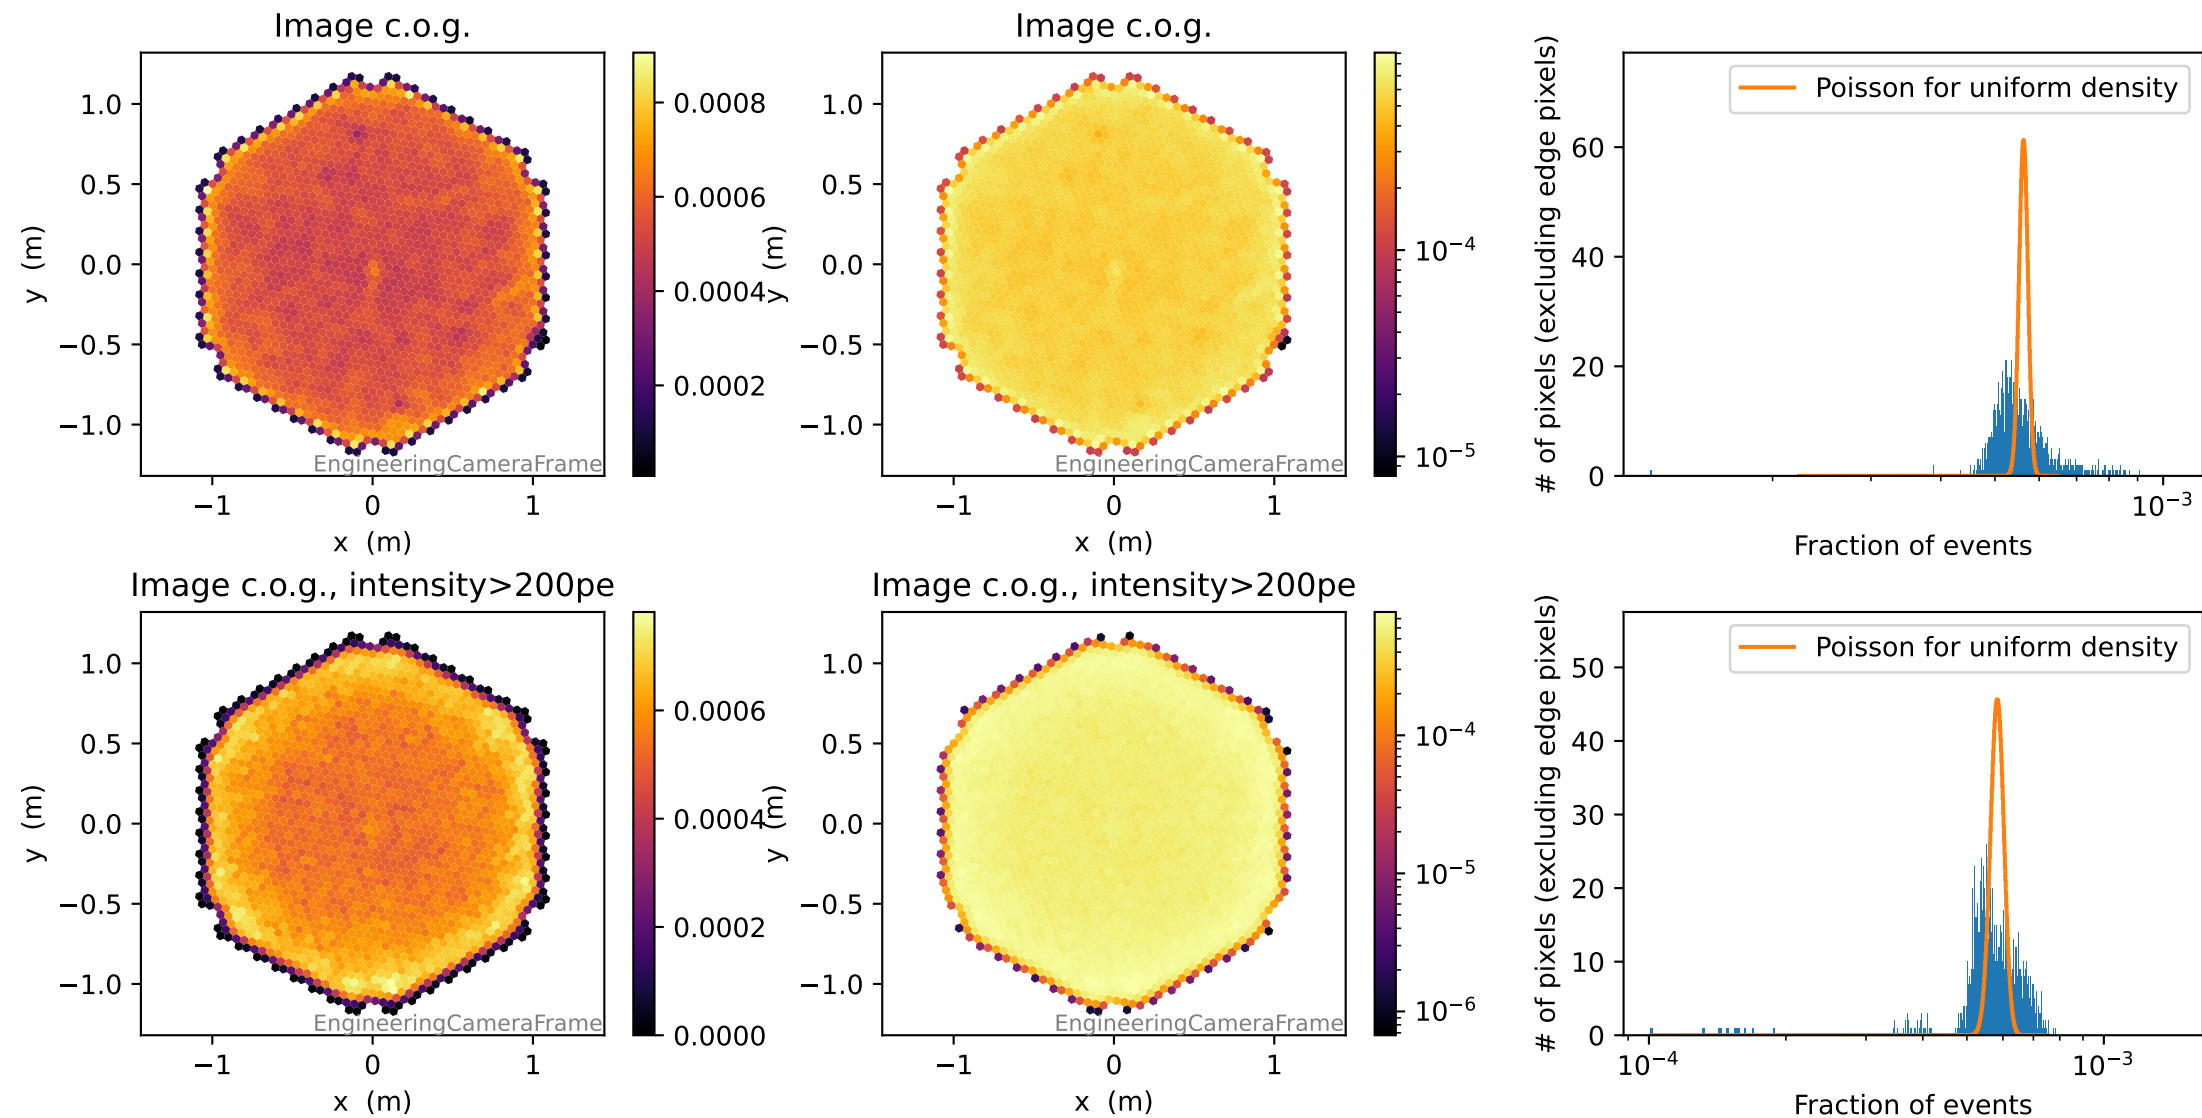 Image c.o.g.
1.0
0.5
0.0
−0.5
−1.0
y (m)
−1
0
1
x (m)
EngineeringCameraFrame
0.0008
0.0006
0.0004
0.0002
Image c.o.g.
1.0
0.5
0.0
−0.5
−1.0
y (m)
−1
0
1
x (m)
EngineeringCameraFrame
10⁻⁴
10⁻⁵
Poisson for uniform density
60
40
20
0
# of pixels (excluding edge pixels)
10⁻³
Fraction of events
Image c.o.g., intensity>200pe
1.0
0.5
0.0
−0.5
−1.0
y (m)
−1
0
1
x (m)
EngineeringCameraFrame
0.0006
0.0004
0.0002
0.0000
Image c.o.g., intensity>200pe
1.0
0.5
0.0
−0.5
−1.0
y (m)
−1
0
1
x (m)
EngineeringCameraFrame
10⁻⁴
10⁻⁵
10⁻⁶
Poisson for uniform density
50
40
30
20
10
0
# of pixels (excluding edge pixels)
10⁻⁴
10⁻³
Fraction of events